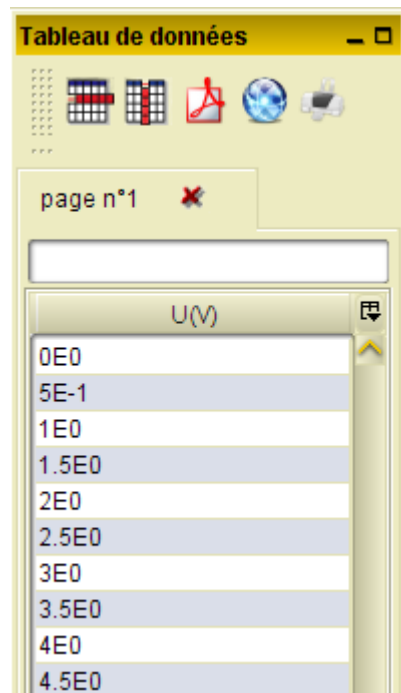 Tableau de données
page n°1
U(V)
0E0
5E-1
1E0
1.5E0
2E0
2.5E0
3E0
3.5E0
4E0
4.5E0